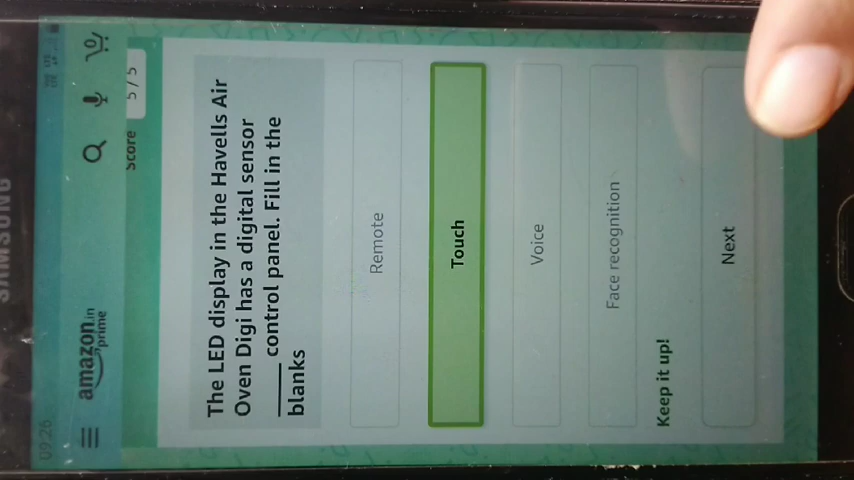 SAMSUNG
09:26
amazon.in
prime
Score
5 / 5
The LED display in the Havells Air
Oven Digi has a digital sensor
_____ control panel. Fill in the
blanks
Remote
Touch
Voice
Face recognition
Keep it up!
Next